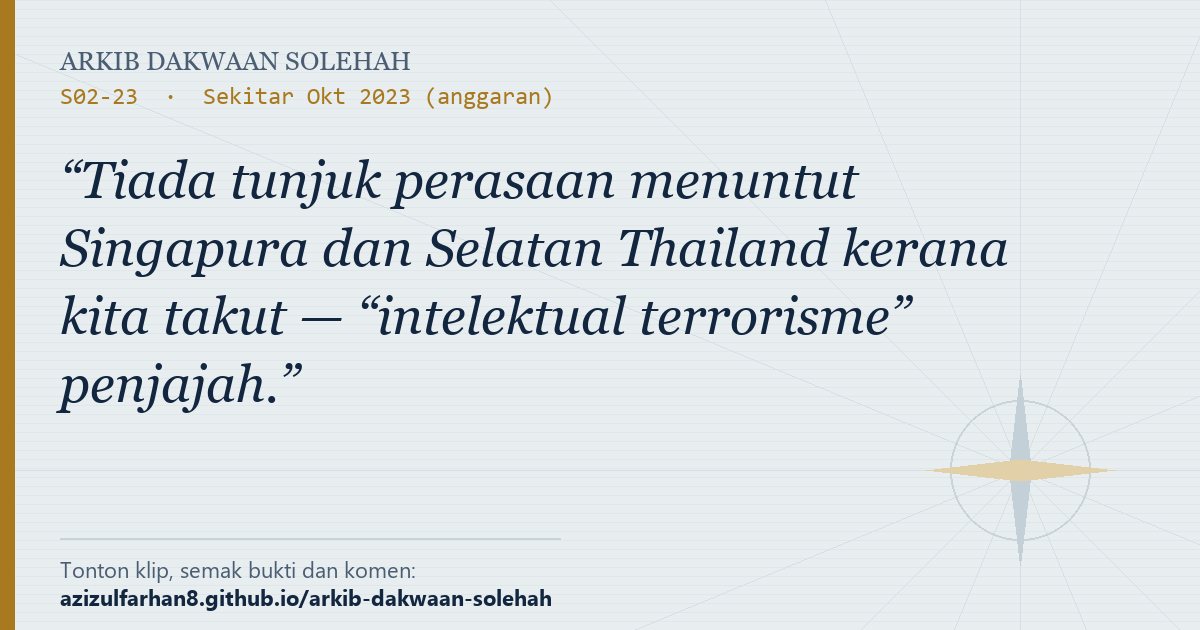 ARKIB DAKWAAN SOLEHAH
S02-23 · Sekitar Okt 2023 (anggaran)
“Tiada tunjuk perasaan menuntut
Singapura dan Selatan Thailand kerana
kita takut — “intelektual terrorisme”
penjajah.”
Tonton klip, semak bukti dan komen:
azizulfarhan8.github.io/arkib-dakwaan-solehah